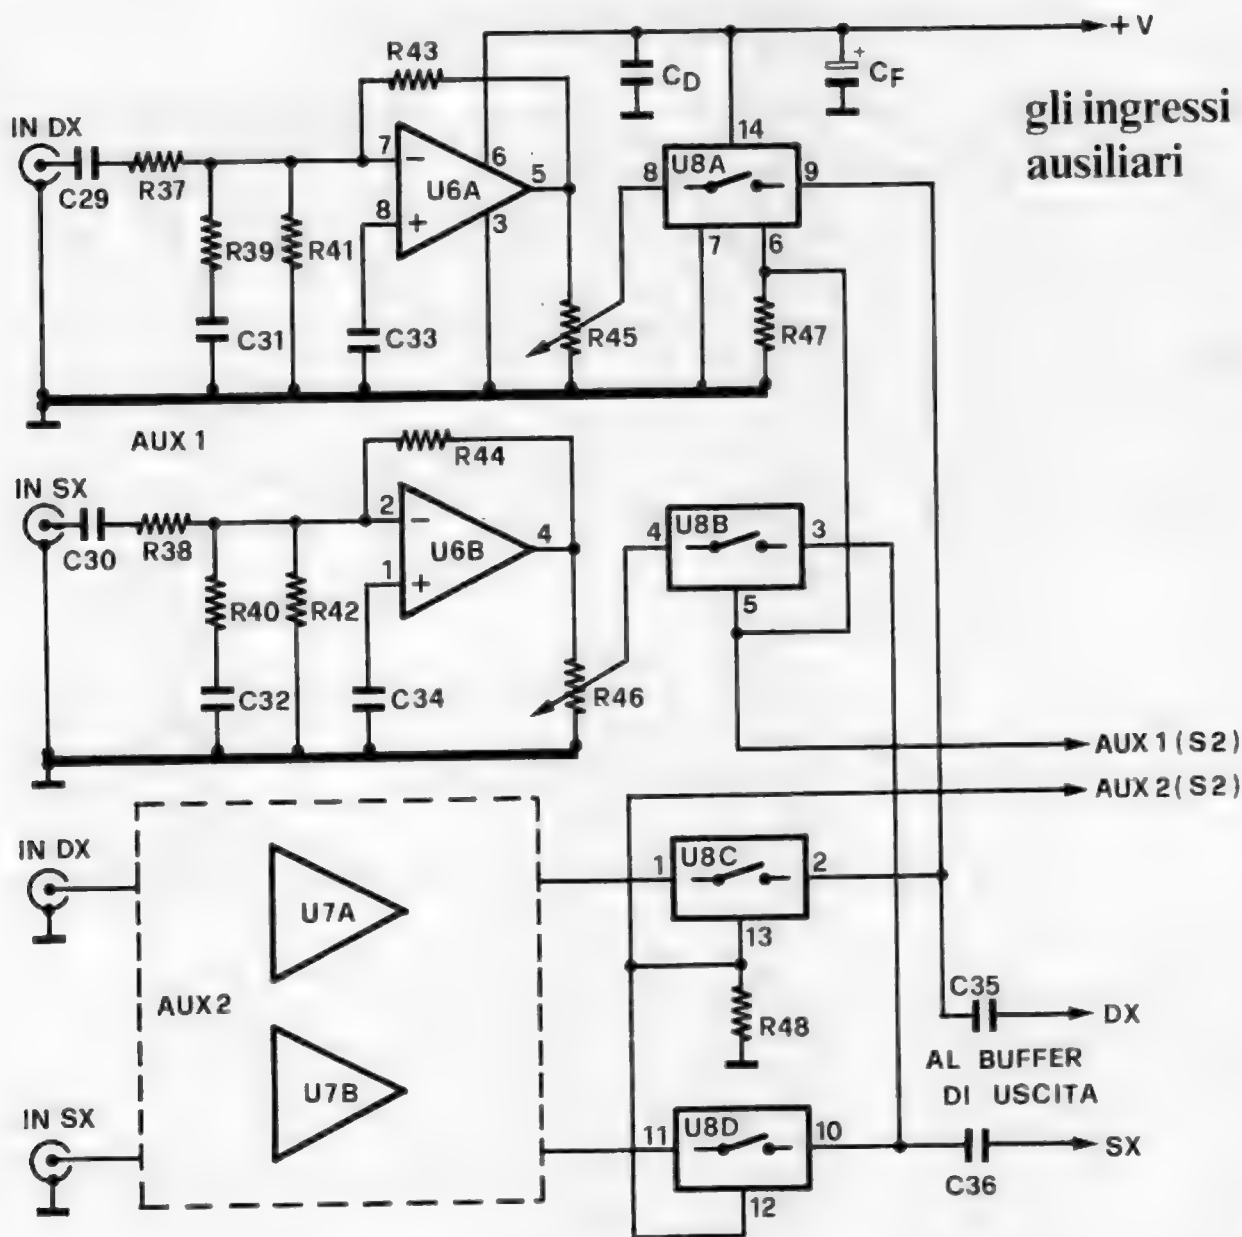 + V
R43
CD
+
CF
gli ingressi
ausiliari
IN DX
C29
R37
R39
R41
C31
C33
7
−
6
U6A
5
8
+
3
R45
14
U8A
8
9
7
6
R47
AUX 1
IN SX
C30
R38
R40
R42
C32
C34
R44
2
−
U6B
4
1
+
R46
U8B
4
3
5
AUX 1 (S2)
AUX 2 (S2)
IN DX
U7A
AUX 2
U7B
IN SX
U8C
1
2
13
R48
C35
DX
AL BUFFER
DI USCITA
U8D
11
10
12
C36
SX